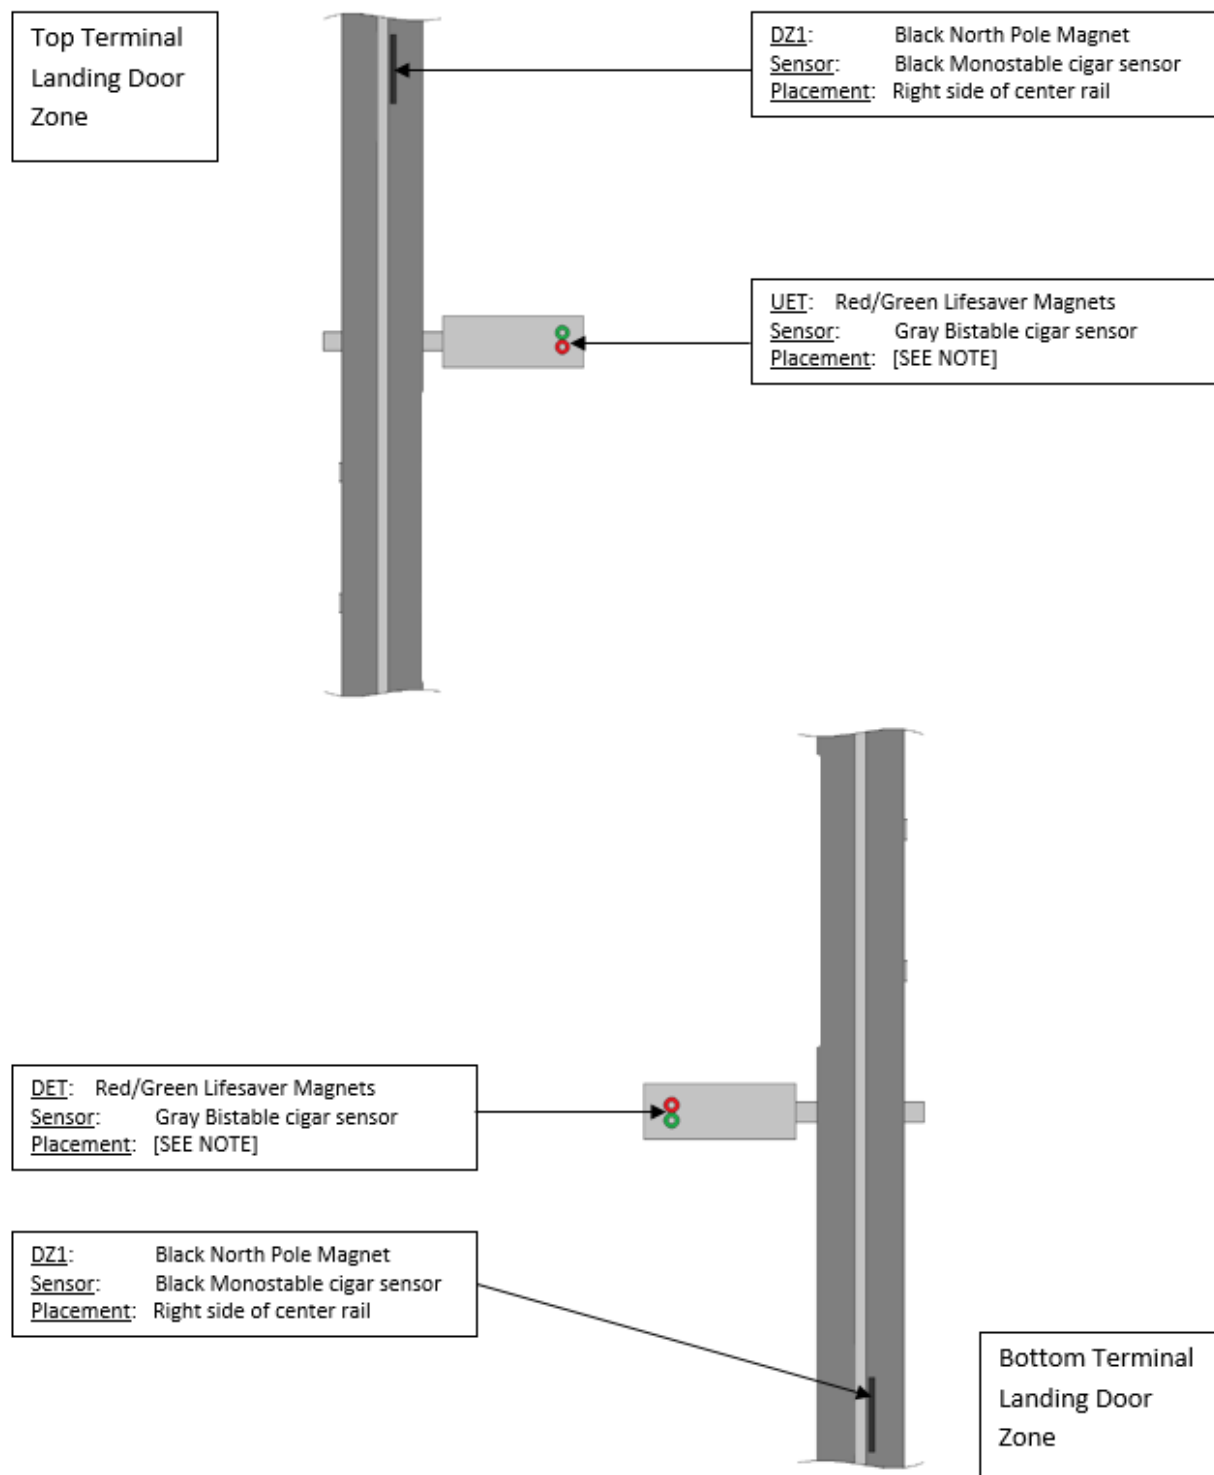 Top Terminal
Landing Door
Zone
DZ1: Black North Pole Magnet
Sensor: Black Monostable cigar sensor
Placement: Right side of center rail
UET: Red/Green Lifesaver Magnets
Sensor: Gray Bistable cigar sensor
Placement: [SEE NOTE]
DET: Red/Green Lifesaver Magnets
Sensor: Gray Bistable cigar sensor
Placement: [SEE NOTE]
DZ1: Black North Pole Magnet
Sensor: Black Monostable cigar sensor
Placement: Right side of center rail
Bottom Terminal
Landing Door
Zone